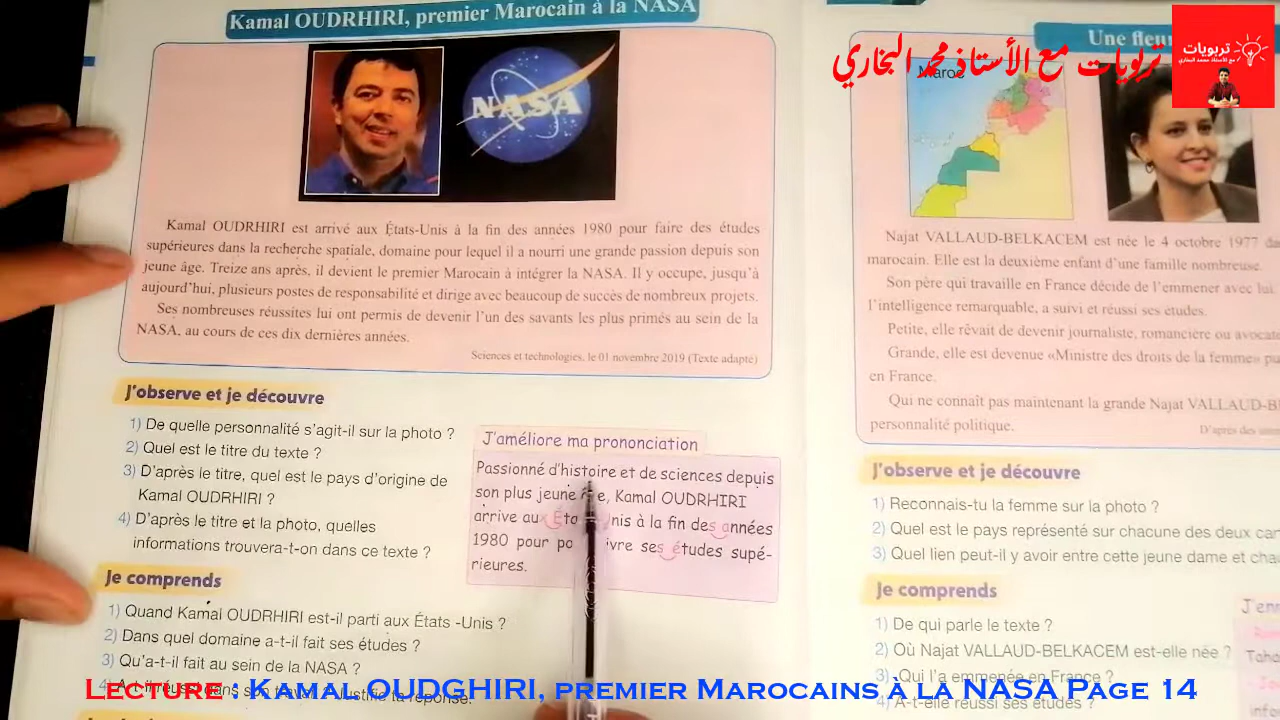 Kamal OUDRHIRI, premier Marocain à la NASA
NASA
Kamal OUDRHIRI est arrivé aux États-Unis à la fin des années 1980 pour faire des études
supérieures dans la recherche spatiale, domaine pour lequel il a nourri une grande passion depuis son
jeune âge. Treize ans après, il devient le premier Marocain à intégrer la NASA. Il y occupe, jusqu'à
aujourd'hui, plusieurs postes de responsabilité et dirige avec beaucoup de succès de nombreux projets.
Ses nombreuses réussites lui ont permis de devenir l'un des savants les plus primés au sein de la
NASA, au cours de ces dix dernières années.
Sciences et technologies, le 01 novembre 2019 (Texte adapté)
J'observe et je découvre
1) De quelle personnalité s'agit-il sur la photo ?
2) Quel est le titre du texte ?
3) D'après le titre, quel est le pays d'origine de
Kamal OUDRHIRI ?
4) D'après le titre et la photo, quelles
informations trouvera-t-on dans ce texte ?
J'améliore ma prononciation
Passionné d'histoire et de sciences depuis
son plus jeune Kamal OUDRHIRI
arrive aux à la fin des années
1980 pour ses études supé-
rieures.
Je comprends
1) Quand Kamal OUDRHIRI est-il parti aux États -Unis ?
2) Dans quel domaine a-t-il fait ses études ?
3) Qu'a-t-il fait au sein de la NASA ?
Une
تربويات مع الأستاذ محمد البخاري
تربويات
مع الأستاذ محمد البخاري
Maroc
Najat VALLAUD-BELKACEM est née le 4 octobre 1977
marocain. Elle est la deuxième enfant d'une famille nombreuse.
Son père qui travaille en France décide de l'emmener avec lui.
l'intelligence remarquable, a suivi et réussi ses études.
Petite, elle rêvait de devenir journaliste, romancière ou
Grande, elle est devenue «Ministre des droits de la femme»
en France.
Qui ne connaît pas maintenant la grande Najat
personnalité politique.
J'observe et je découvre
1) Reconnais-tu la femme sur la photo ?
2) Quel est le pays représenté sur chacune des deux
3) Quel lien peut-il y avoir entre cette jeune dame et
Je comprends
1) De qui parle le texte ?
2) Où Najat VALLAUD-BELKACEM est-elle née ?
3) Qui l'a emmenée en France ?
4) A-t-elle réussi ses études ?
Lecture : Kamal OUDGHIRI, premier Marocains à la NASA Page 14